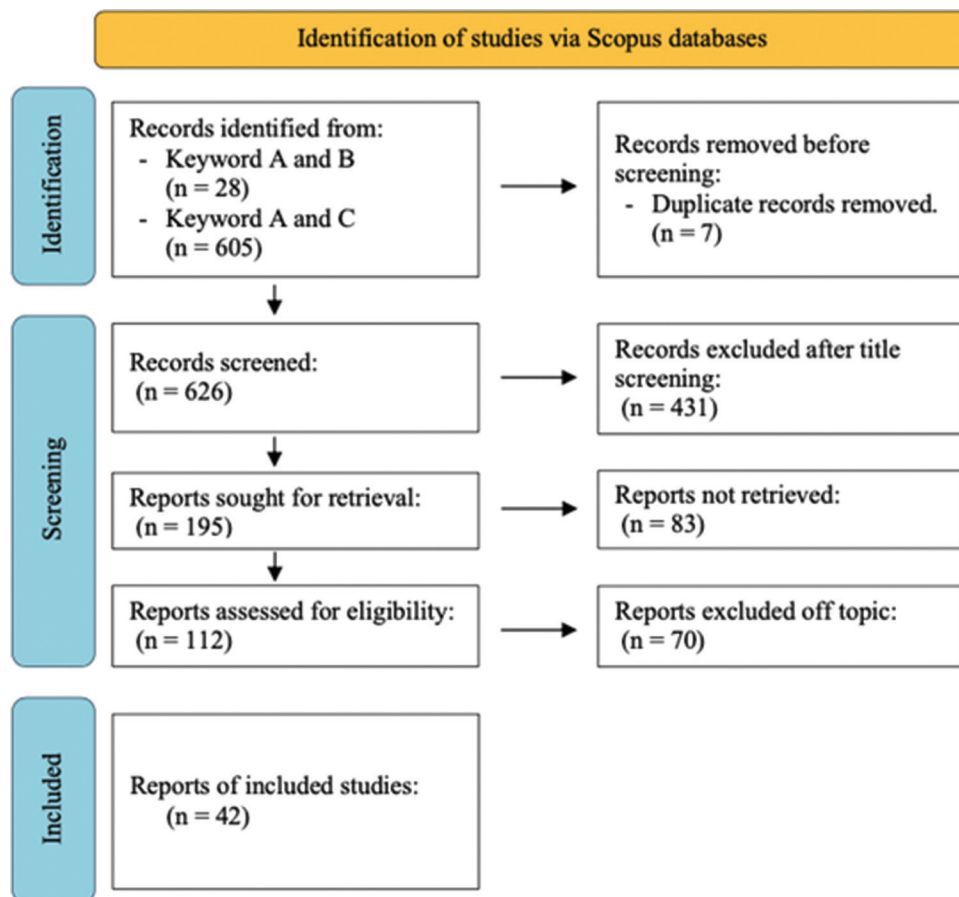 Identification of studies via Scopus databases
Identification
Records identified from:
- Keyword A and B
(n = 28)
- Keyword A and C
(n = 605)
Records removed before
screening:
- Duplicate records removed.
(n = 7)
Screening
Records screened:
(n = 626)
Records excluded after title
screening:
(n = 431)
Reports sought for retrieval:
(n = 195)
Reports not retrieved:
(n = 83)
Reports assessed for eligibility:
(n = 112)
Reports excluded off topic:
(n = 70)
Included
Reports of included studies:
(n = 42)